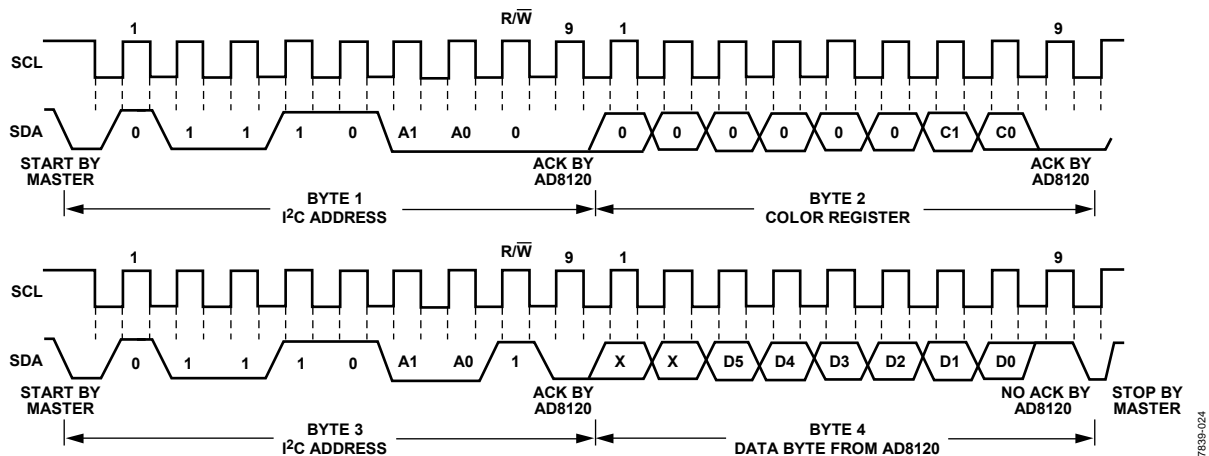 R/W̅
1 9 1 9
SCL
SDA 0 1 1 1 0 A1 A0 0 0 0 0 0 0 0 C1 C0
START BY MASTER
ACK BY AD8120
ACK BY AD8120
BYTE 1
I²C ADDRESS
BYTE 2
COLOR REGISTER
R/W̅
1 9 1 9
SCL
SDA 0 1 1 1 0 A1 A0 1 X X D5 D4 D3 D2 D1 D0
START BY MASTER
ACK BY AD8120
NO ACK BY AD8120
STOP BY MASTER
BYTE 3
I²C ADDRESS
BYTE 4
DATA BYTE FROM AD8120
7839-024